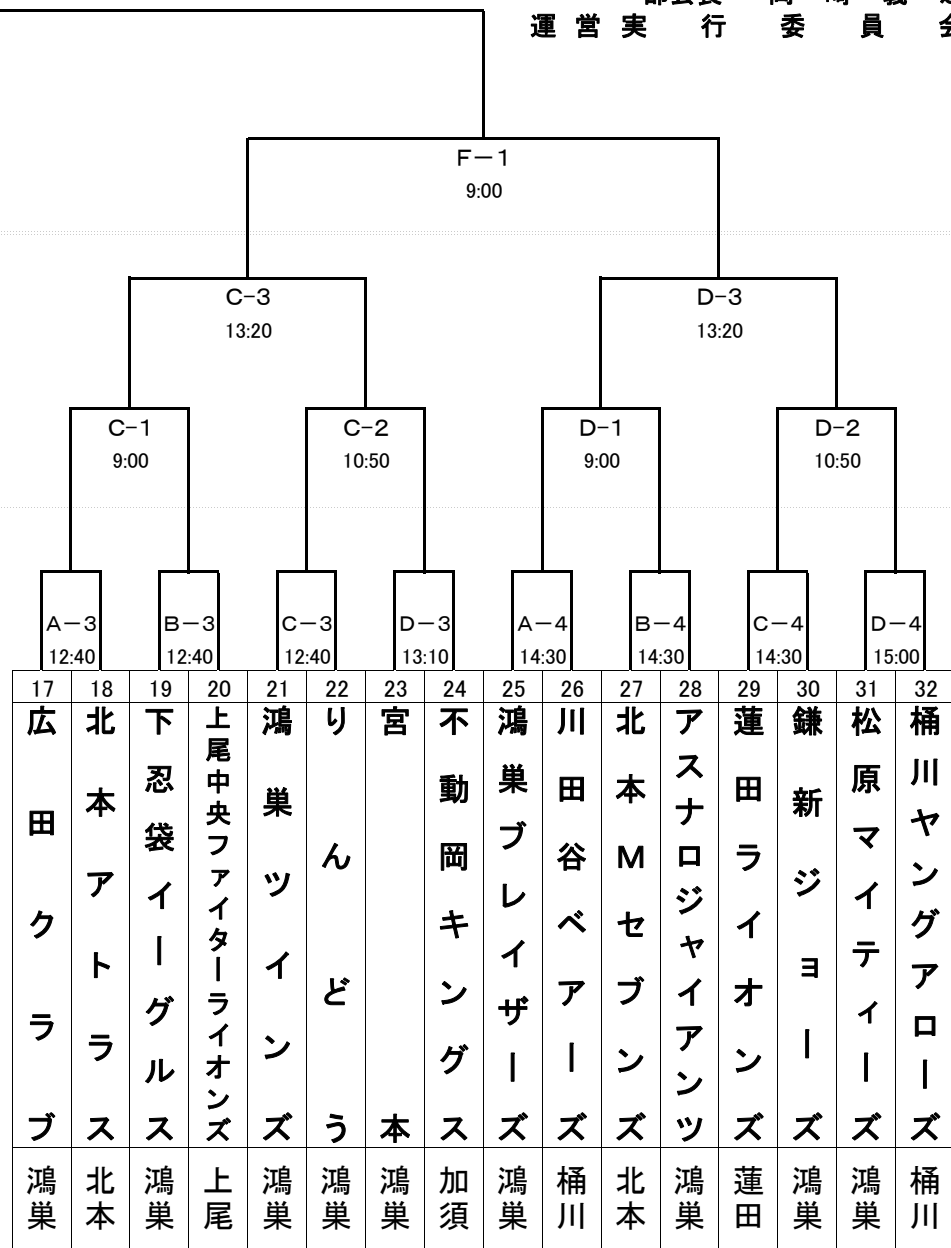 運営実行委員
F－1
9:00
C-3
13:20
D-3
13:20
C-1
9:00
C-2
10:50
D-1
9:00
D-2
10:50
A－3
12:40
B－3
12:40
C－3
12:40
D－3
13:10
A－4
14:30
B－4
14:30
C－4
14:30
D－4
15:00
17 18 19 20 21 22 23 24 25 26 27 28 29 30 31 32
広田クラブ
北本アトラス
下忍袋イーグルス
上尾中央ファイターライオンズ
鴻巣ツインズ
りんどう
宮本
不動岡キングス
鴻巣ブレイザーズ
川田谷ベアーズ
北本Mセブンズ
アスナロジャイアンツ
蓮田ライオンズ
鎌新ジョーズ
松原マイティーズ
桶川ヤングアローズ
鴻巣 北本 鴻巣 上尾 鴻巣 鴻巣 鴻巣 加須 鴻巣 桶川 北本 鴻巣 蓮田 鴻巣 鴻巣 桶川